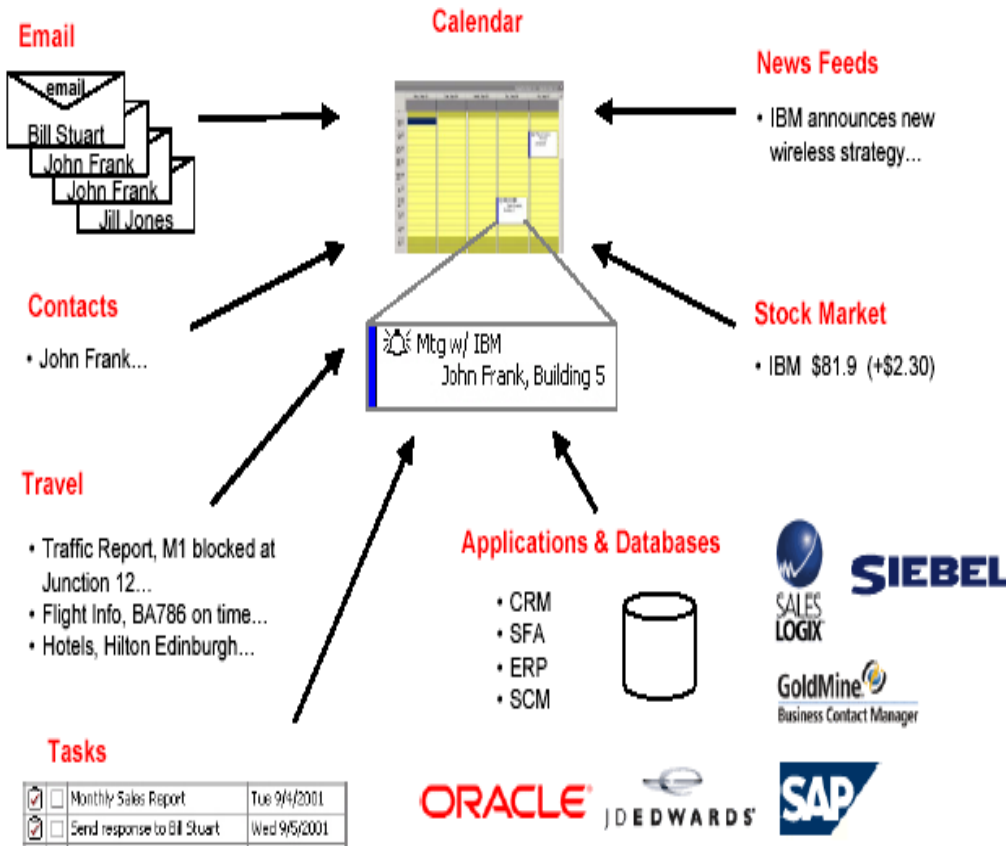 Email
email
Bill Stuart
John Frank
John Frank
Jill Jones
Calendar
News Feeds
• IBM announces new
wireless strategy...
Contacts
• John Frank...
Mtg w/ IBM
John Frank, Building 5
Stock Market
• IBM $81.9 (+$2.30)
Travel
• Traffic Report, M1 blocked at
Junction 12...
• Flight Info, BA786 on time...
• Hotels, Hilton Edinburgh...
Applications & Databases
• CRM
• SFA
• ERP
• SCM
SALES
LOGIX
SIEBEL
GoldMine
Business Contact Manager
Tasks
Monthly Sales Report Tue 9/4/2001
Send response to Bill Stuart Wed 9/5/2001
ORACLE
JDEDWARDS
SAP